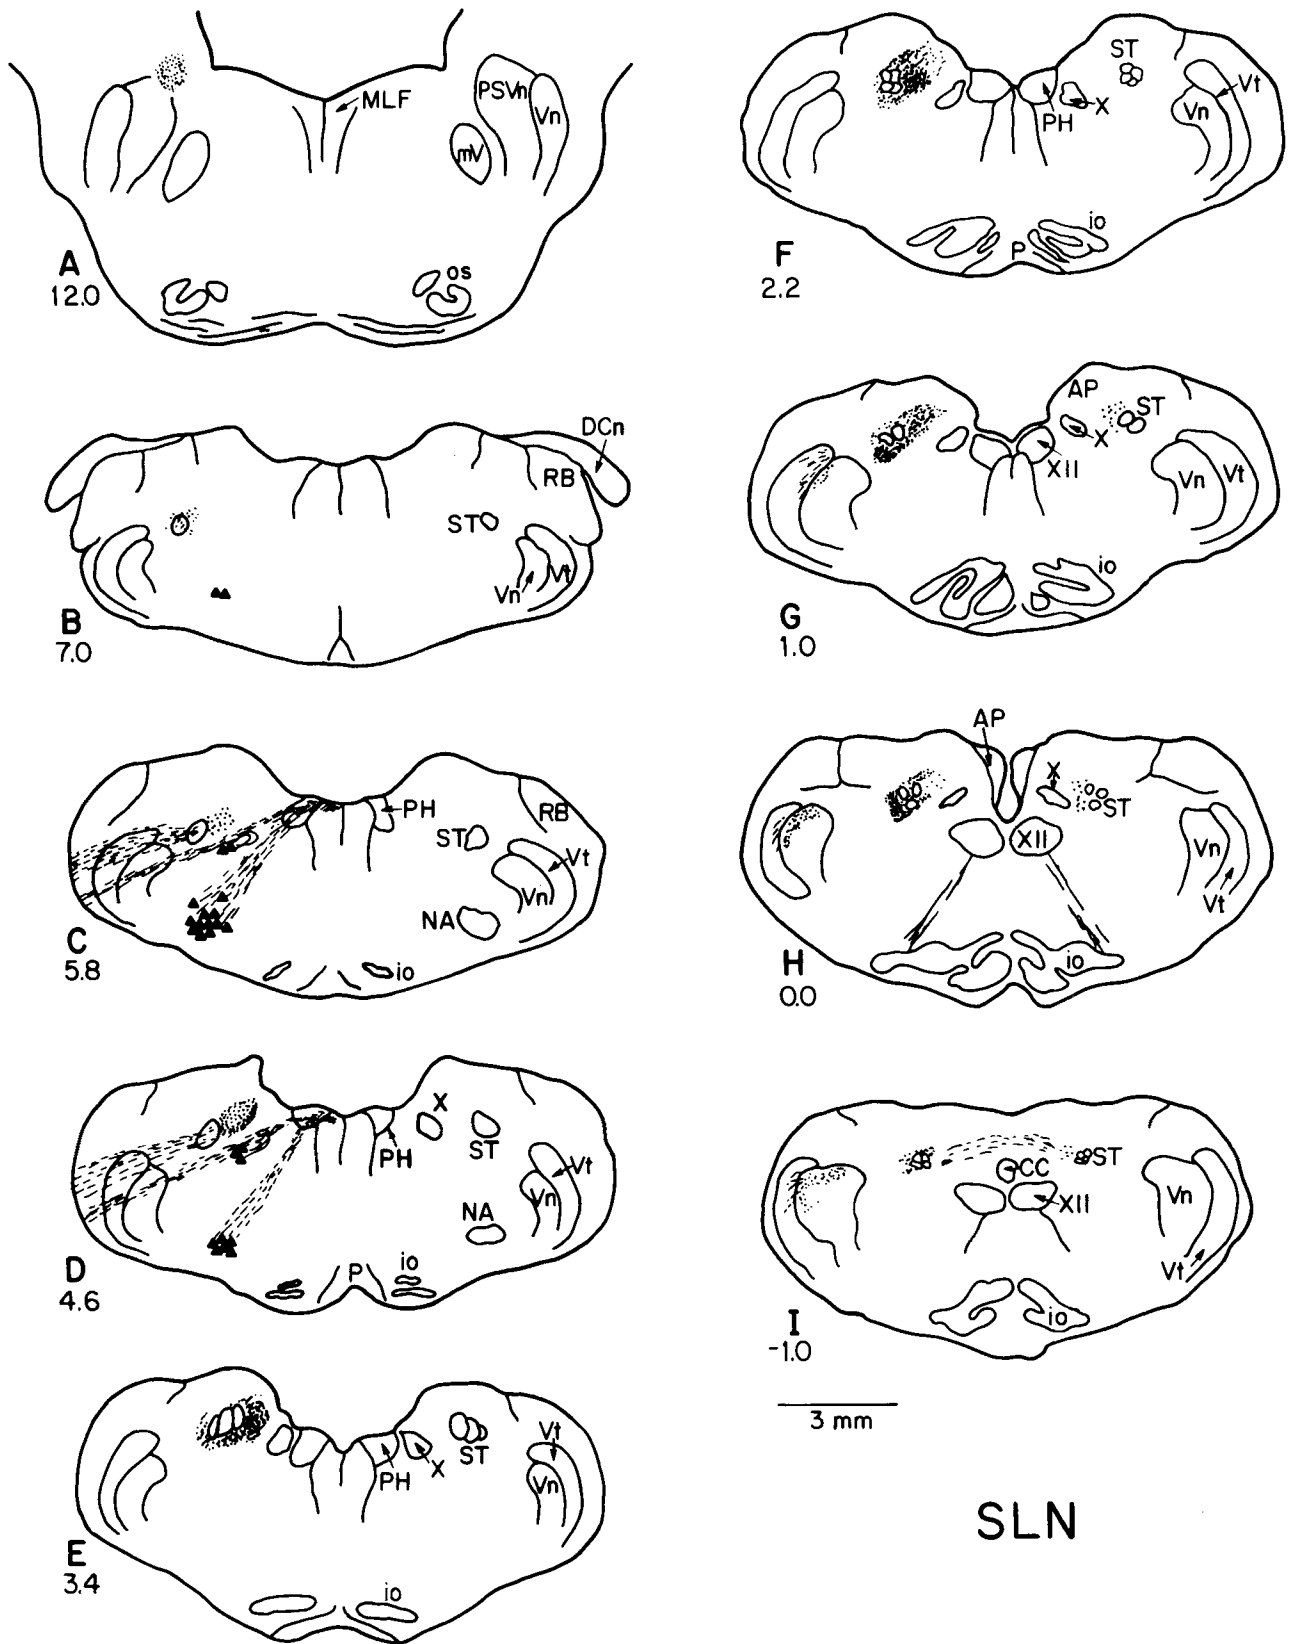 MLF
PSVn
Vn
mV
os
A
12.0
DCn
RB
ST
Vn
Vt
B
7.0
PH
RB
ST
Vt
Vn
NA
io
C
5.8
X
PH
ST
Vt
Vn
NA
io
P
D
4.6
Vt
ST
Vn
PH
X
E
3.4
io
ST
Vt
Vn
X
PH
io
P
F
2.2
AP
ST
X
XII
Vn
Vt
io
G
1.0
AP
X
ST
XII
Vn
Vt
io
H
0.0
ST
CC
XII
Vn
Vt
io
I
-1.0
3 mm
SLN